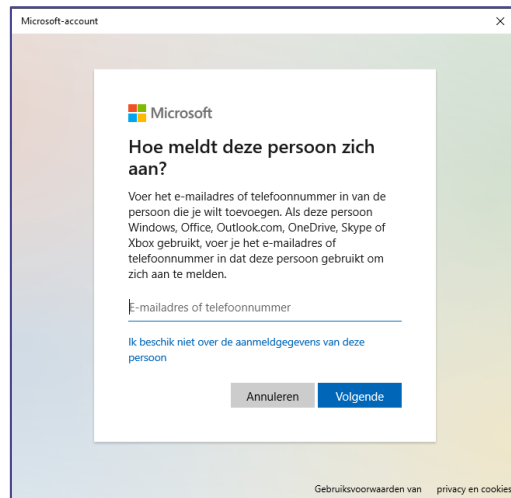 Microsoft-account
Microsoft
Hoe meldt deze persoon zich
aan?
Voer het e-mailadres of telefoonnummer in van de
persoon die je wilt toevoegen. Als deze persoon
Windows, Office, Outlook.com, OneDrive, Skype of
Xbox gebruikt, voer je het e-mailadres of
telefoonnummer in dat deze persoon gebruikt om
zich aan te melden.
E-mailadres of telefoonnummer
Ik beschik niet over de aanmeldgegevens van deze
persoon
Annuleren Volgende
Gebruiksvoorwaarden van privacy en cookies